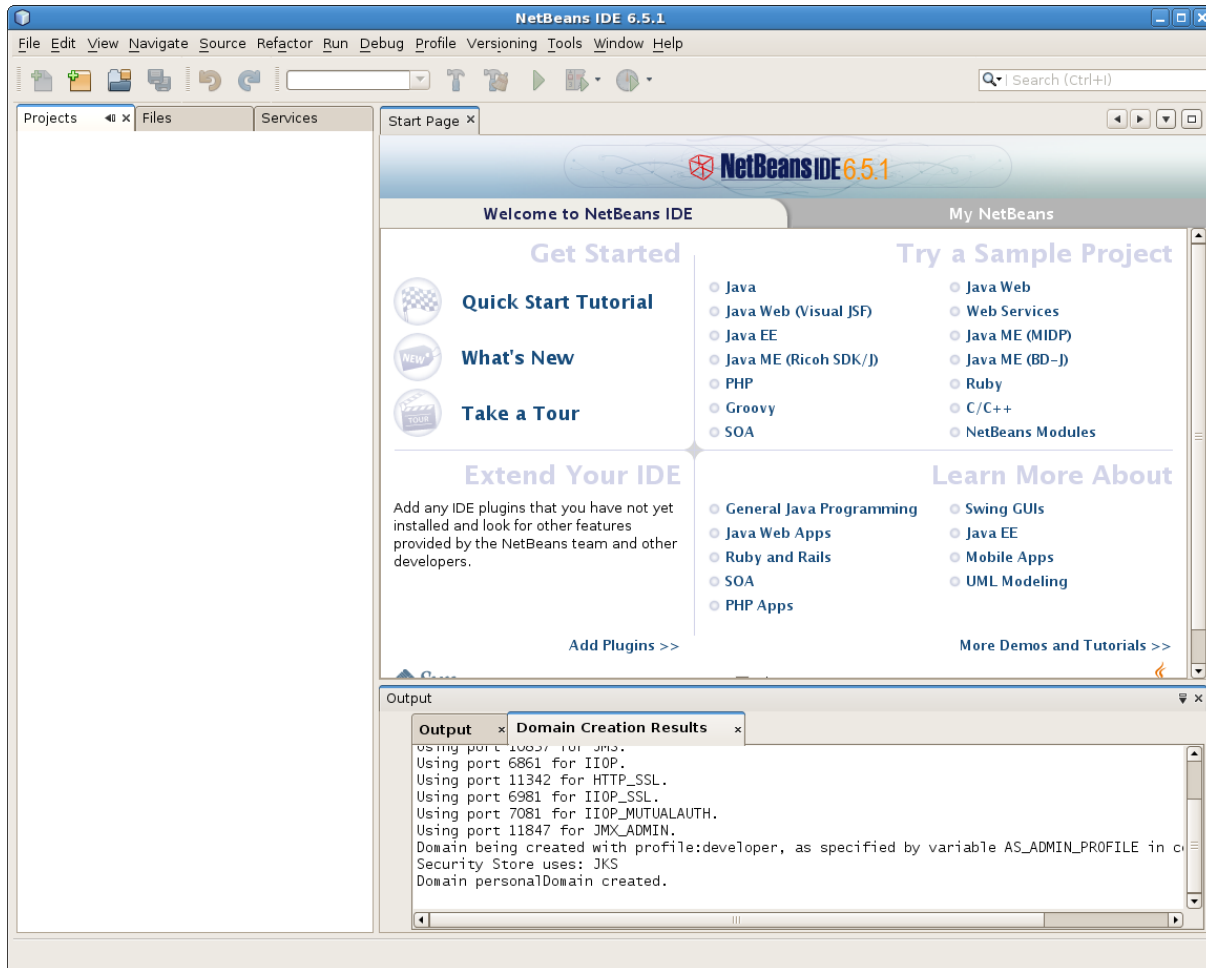 NetBeans IDE 6.5.1
File Edit View Navigate Source Refactor Run Debug Profile Versioning Tools Window Help
Search (Ctrl+I)
Projects Files Services
Start Page
NetBeans IDE 6.5.1
Welcome to NetBeans IDE
My NetBeans
Get Started
Quick Start Tutorial
NEW
What's New
TOUR
Take a Tour
Try a Sample Project
Java
Java Web (Visual JSF)
Java EE
Java ME (Ricoh SDK/J)
PHP
Groovy
SOA
Java Web
Web Services
Java ME (MIDP)
Java ME (BD-J)
Ruby
C/C++
NetBeans Modules
Extend Your IDE
Add any IDE plugins that you have not yet
installed and look for other features
provided by the NetBeans team and other
developers.
Add Plugins >>
Learn More About
General Java Programming
Java Web Apps
Ruby and Rails
SOA
PHP Apps
Swing GUIs
Java EE
Mobile Apps
UML Modeling
More Demos and Tutorials >>
Output
Output
Domain Creation Results
Using port 10857 for JMS.
Using port 6861 for IIOP.
Using port 11342 for HTTP_SSL.
Using port 6981 for IIOP_SSL.
Using port 7081 for IIOP_MUTUALAUTH.
Using port 11847 for JMX_ADMIN.
Domain being created with profile:developer, as specified by variable AS_ADMIN_PROFILE in
Security Store uses: JKS
Domain personalDomain created.